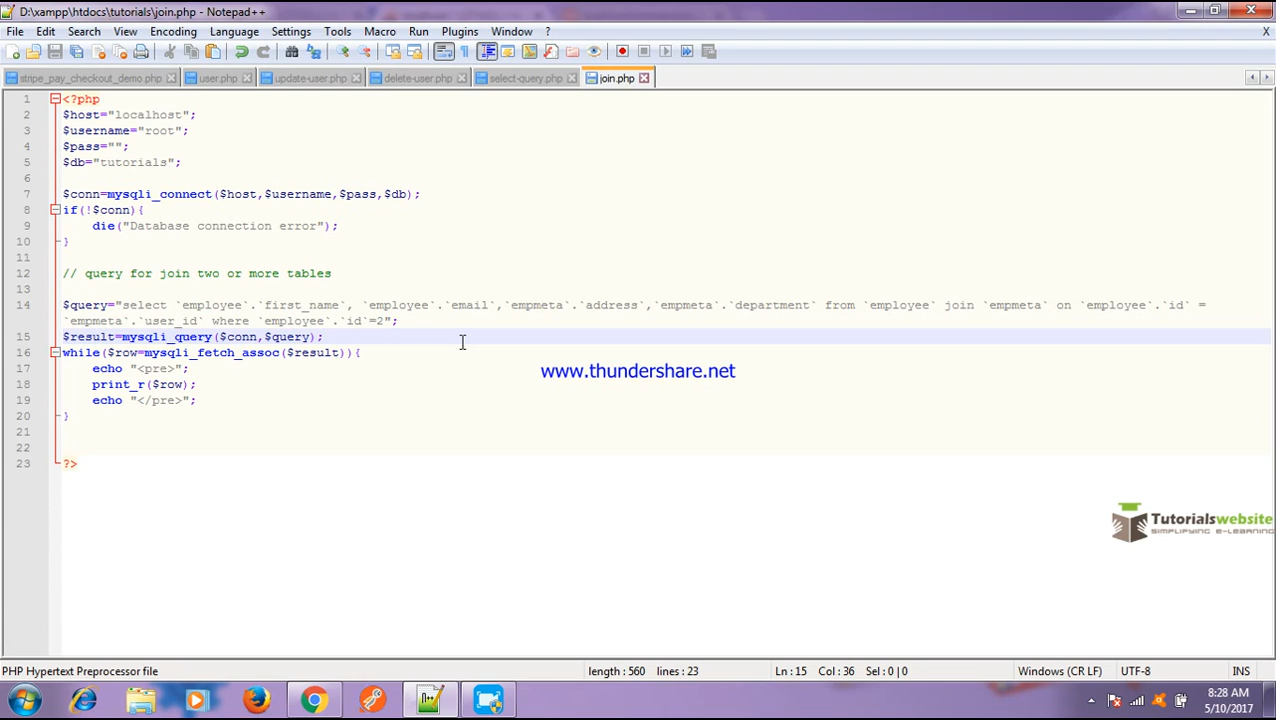 D:\xampp\htdocs\tutorials\join.php - Notepad++
File Edit Search View Encoding Language Settings Tools Macro Run Plugins Window ? X
stripe_pay_checkout_demo.php user.php update-user.php delete-user.php select-query.php join.php
1 <?php
2 $host="localhost";
3 $username="root";
4 $pass="";
5 $db="tutorials";
6
7 $conn=mysqli_connect($host,$username,$pass,$db);
8 if(!$conn){
9 die("Database connection error");
10 }
11
12 // query for join two or more tables
13
14 $query="select `employee`.`first_name`, `employee`.`email`,`empmeta`.`address`,`empmeta`.`department` from `employee` join `empmeta` on `employee`.`id` =
`empmeta`.`user_id` where `employee`.`id`=2";
15 $result=mysqli_query($conn,$query);
16 while($row=mysqli_fetch_assoc($result)){
17 echo "<pre>";
www.thundershare.net
18 print_r($row);
19 echo "</pre>";
20 }
21
22
23 ?>
Tutorialswebsite
SIMPLIFYING e-LEARNING
PHP Hypertext Preprocessor file length : 560 lines : 23 Ln : 15 Col : 36 Sel : 0 | 0 Windows (CR LF) UTF-8 INS
8:28 AM
5/10/2017